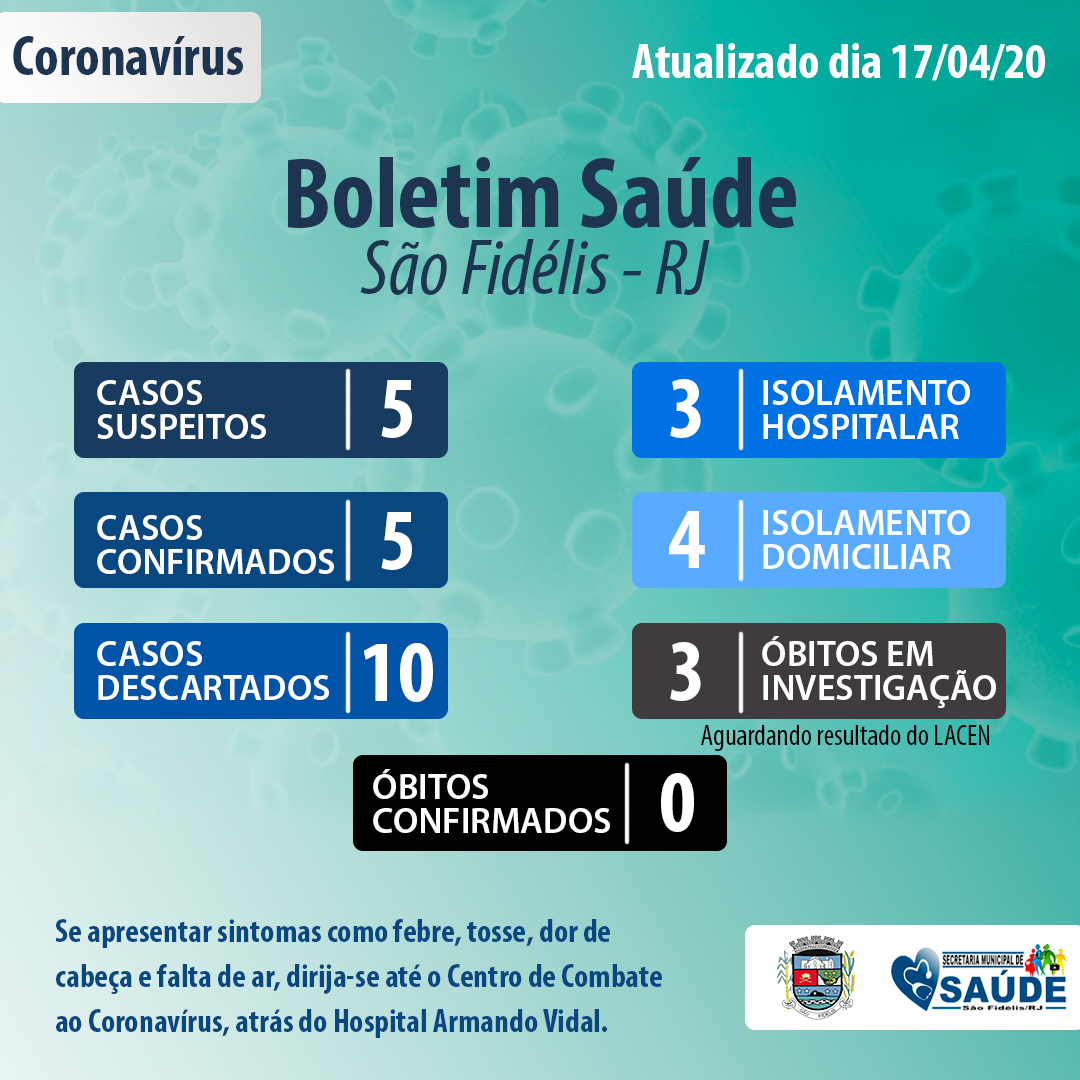 Coronavírus
Atualizado dia 17/04/20
Boletim Saúde
São Fidélis - RJ
CASOS
SUSPEITOS
5
3
ISOLAMENTO
HOSPITALAR
CASOS
CONFIRMADOS
5
4
ISOLAMENTO
DOMICILIAR
CASOS
DESCARTADOS
10
3
ÓBITOS EM
INVESTIGAÇÃO
Aguardando resultado do LACEN
ÓBITOS
CONFIRMADOS
0
Se apresentar sintomas como febre, tosse, dor de
cabeça e falta de ar, dirija-se até o Centro de Combate
ao Coronavírus, atrás do Hospital Armando Vidal.
SÃO FIDÉLIS
SECRETARIA MUNICIPAL DE
SAÚDE
São Fidélis/RJ